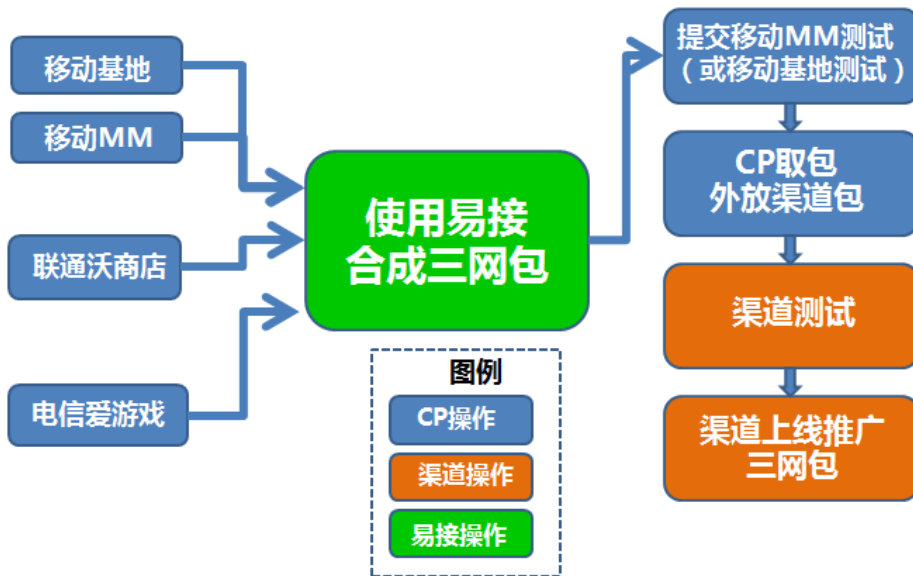 移动基地
移动MM
联通沃商店
电信爱游戏
使用易接
合成三网包
提交移动MM测试
（或移动基地测试）
CP取包
外放渠道包
渠道测试
渠道上线推广
三网包
图例
CP操作
渠道操作
易接操作